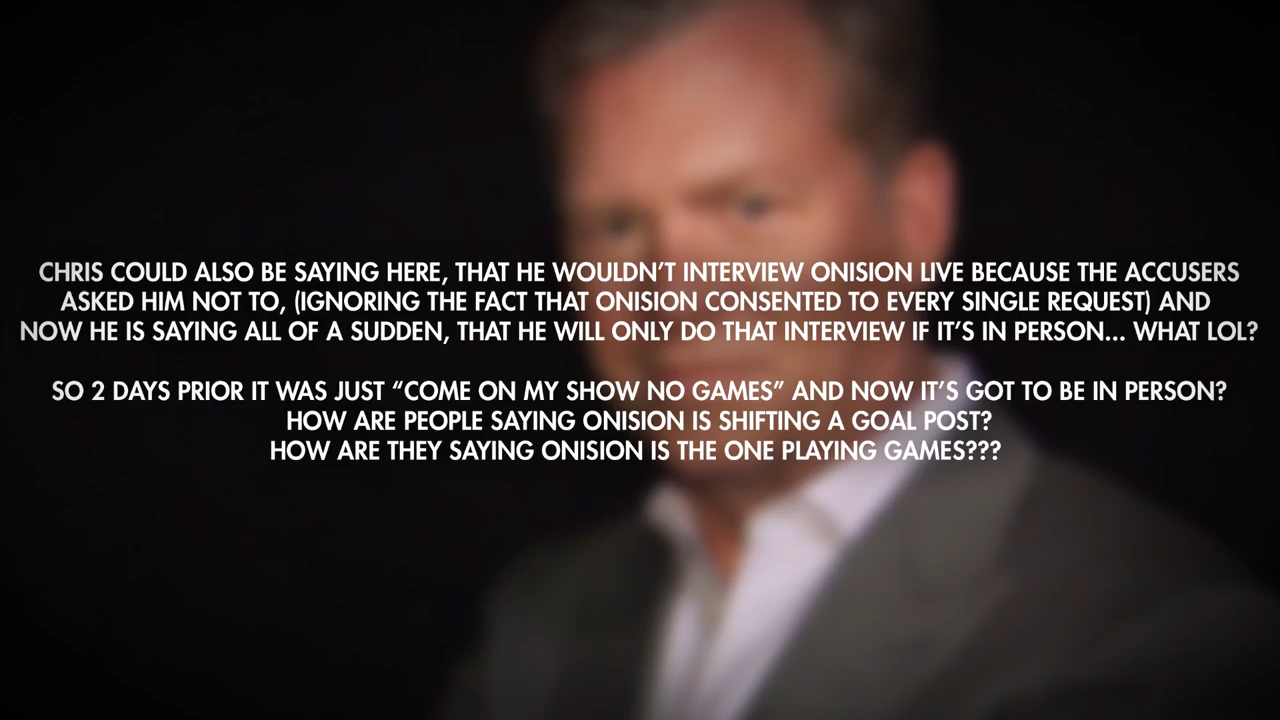 CHRIS COULD ALSO BE SAYING HERE, THAT HE WOULDN'T INTERVIEW ONISION LIVE BECAUSE THE ACCUSERS
ASKED HIM NOT TO, (IGNORING THE FACT THAT ONISION CONSENTED TO EVERY SINGLE REQUEST) AND
NOW HE IS SAYING ALL OF A SUDDEN, THAT HE WILL ONLY DO THAT INTERVIEW IF IT'S IN PERSON... WHAT LOL?
SO 2 DAYS PRIOR IT WAS JUST “COME ON MY SHOW NO GAMES” AND NOW IT'S GOT TO BE IN PERSON?
HOW ARE PEOPLE SAYING ONISION IS SHIFTING A GOAL POST?
HOW ARE THEY SAYING ONISION IS THE ONE PLAYING GAMES???